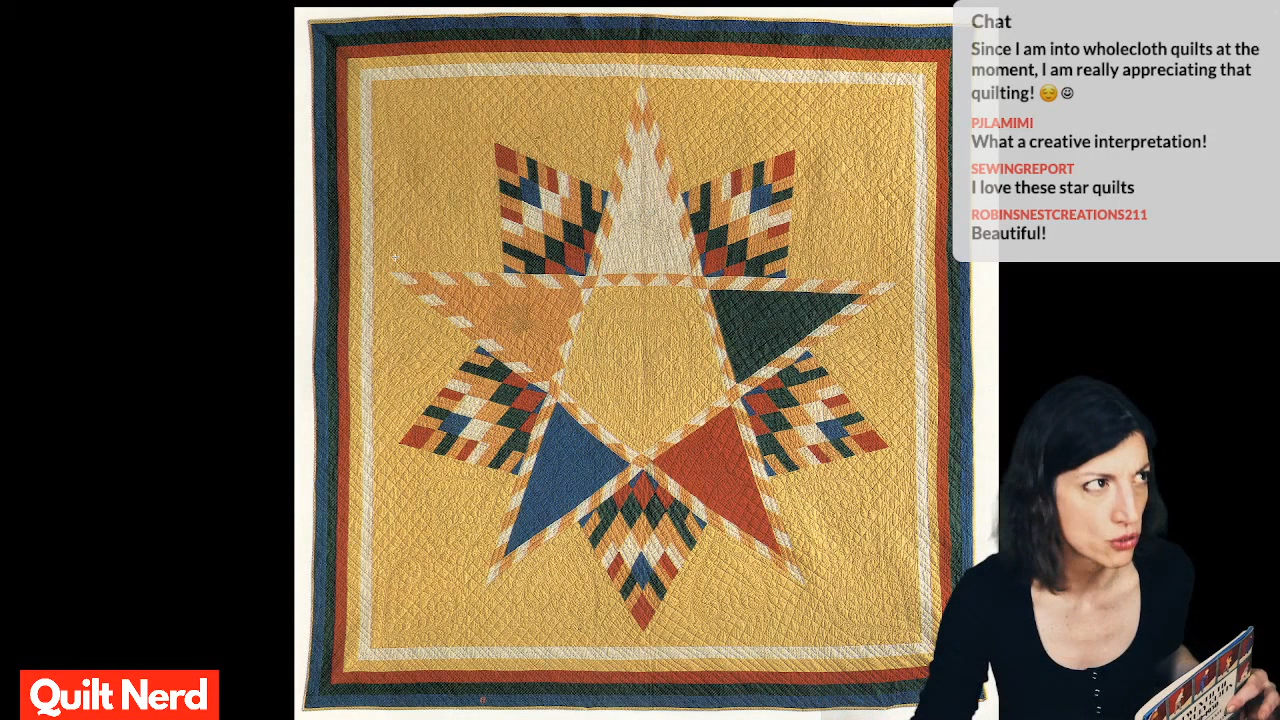 Chat
Since I am into wholecloth quilts at the
moment, I am really appreciating that
quilting! 😌☺
PJLAMIMI
What a creative interpretation!
SEWINGREPORT
I love these star quilts
ROBINSNESTCREATIONS211
Beautiful!
Quilt Nerd